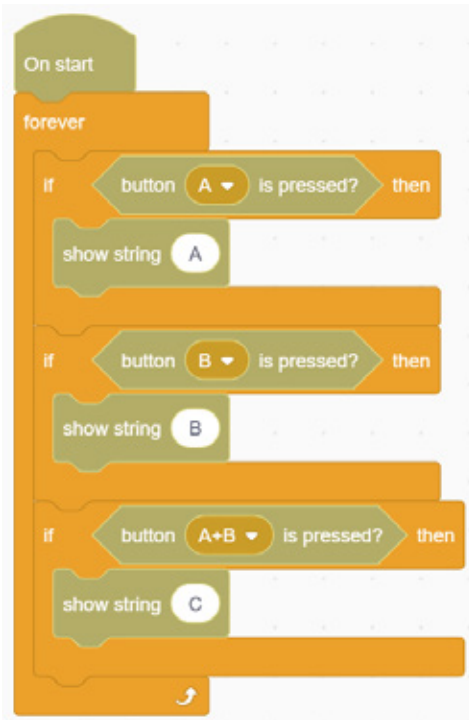 On start
forever
if button A is pressed? then
show string A
if button B is pressed? then
show string B
if button A+B is pressed? then
show string C